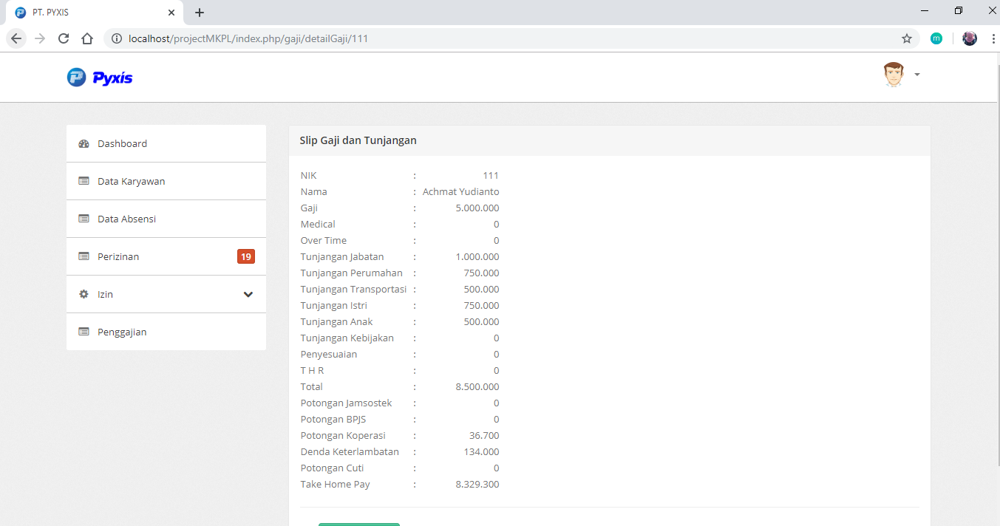 PT. PYXIS
localhost/projectMKPL/index.php/gaji/detailGaji/111
m
Pyxis
Dashboard
Data Karyawan
Data Absensi
Perizinan 19
Izin
Penggajian
Slip Gaji dan Tunjangan
NIK : 111
Nama : Achmat Yudianto
Gaji : 5.000.000
Medical : 0
Over Time : 0
Tunjangan Jabatan : 1.000.000
Tunjangan Perumahan : 750.000
Tunjangan Transportasi : 500.000
Tunjangan Istri : 750.000
Tunjangan Anak : 500.000
Tunjangan Kebijakan : 0
Penyesuaian : 0
T H R : 0
Total : 8.500.000
Potongan Jamsostek : 0
Potongan BPJS : 0
Potongan Koperasi : 36.700
Denda Keterlambatan : 134.000
Potongan Cuti : 0
Take Home Pay : 8.329.300